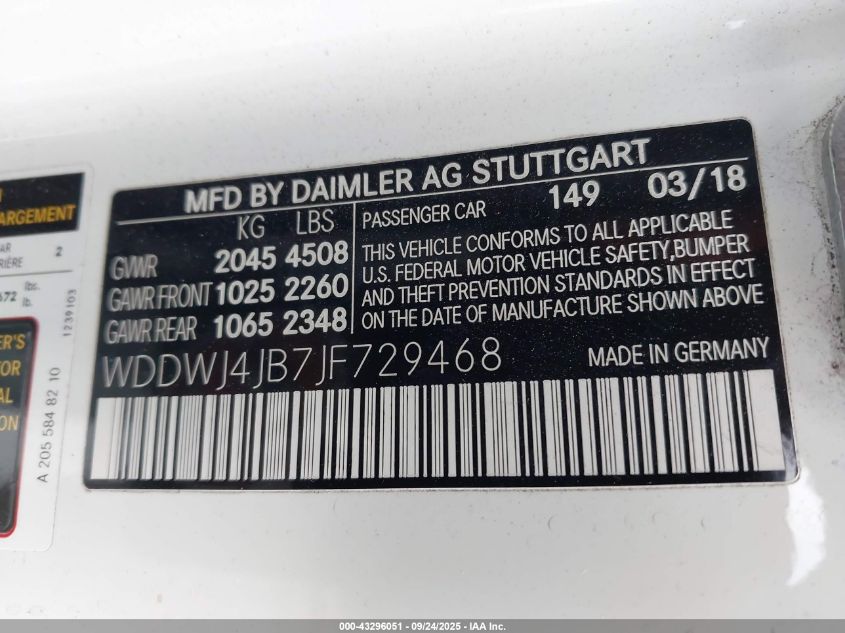 MFD BY DAIMLER AG STUTTGART
KG LBS
GVWR 2045 4508
GAWR FRONT 1025 2260
GAWR REAR 1065 2348
PASSENGER CAR 149 03/18
THIS VEHICLE CONFORMS TO ALL APPLICABLE
U.S. FEDERAL MOTOR VEHICLE SAFETY,BUMPER
AND THEFT PREVENTION STANDARDS IN EFFECT
ON THE DATE OF MANUFACTURE SHOWN ABOVE
WDDWJ4JB7JF729468
MADE IN GERMANY
2
lbs.
lb.
1239103
A 205 584 82 10
000-43296051 - 09/24/2025 - IAA Inc.